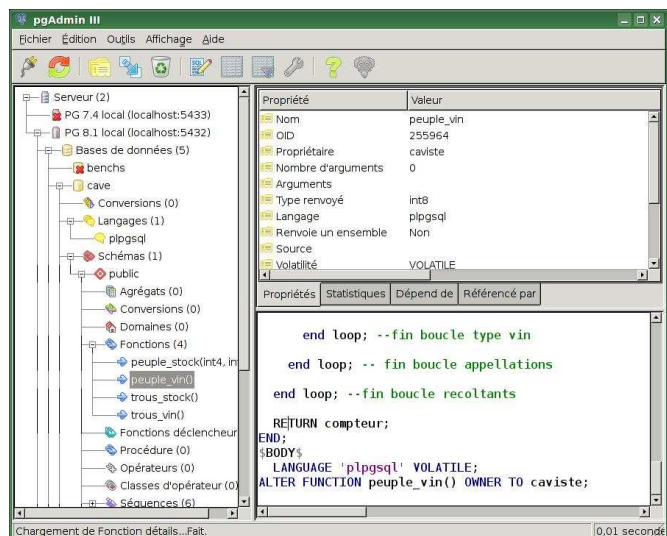 pgAdmin III
Fichier Édition Outils Affichage Aide
Serveur (2)
PG 7.4 local (localhost:5433)
PG 8.1 local (localhost:5432)
Bases de données (5)
benchs
cave
Conversions (0)
Langages (1)
plpgsql
Schémas (1)
public
Agrégats (0)
Conversions (0)
Domaines (0)
Fonctions (4)
peuple_stock(int4, in
peuple_vin()
trous_stock()
trous_vin()
Fonctions déclencheur
Procédure (0)
Opérateurs (0)
Classes d'opérateur (0)
Séquences (6)
Propriété Valeur
Nom peuple_vin
OID 255964
Propriétaire caviste
Nombre d'arguments 0
Arguments
Type renvoyé int8
Langage plpgsql
Renvoie un ensemble Non
Source
Volatilité VOLATILE
Propriétés Statistiques Dépend de Référencé par
end loop; --fin boucle type vin
end loop; -- fin boucle appellations
end loop; --fin boucle recoltants
RETURN compteur;
END;
$BODY$
LANGUAGE 'plpgsql' VOLATILE;
ALTER FUNCTION peuple_vin() OWNER TO caviste;
Chargement de Fonction détails...Fait. 0,01 seconde